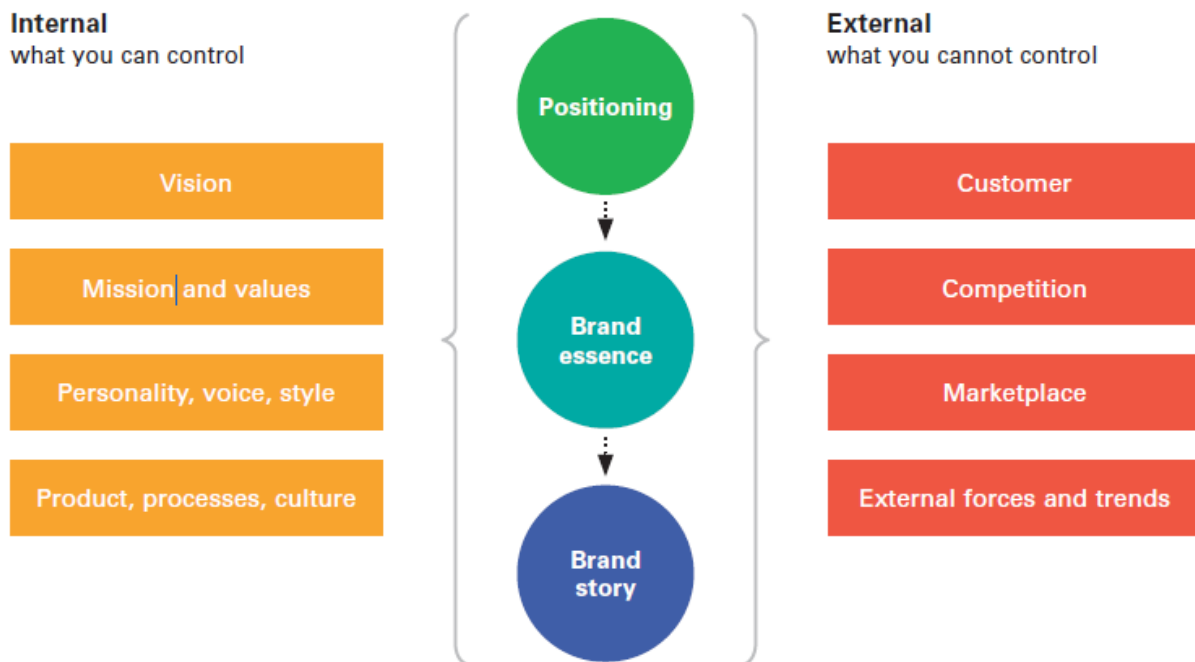 Internal
what you can control
Vision
Mission and values
Personality, voice, style
Product, processes, culture
Positioning
Brand
essence
Brand
story
External
what you cannot control
Customer
Competition
Marketplace
External forces and trends